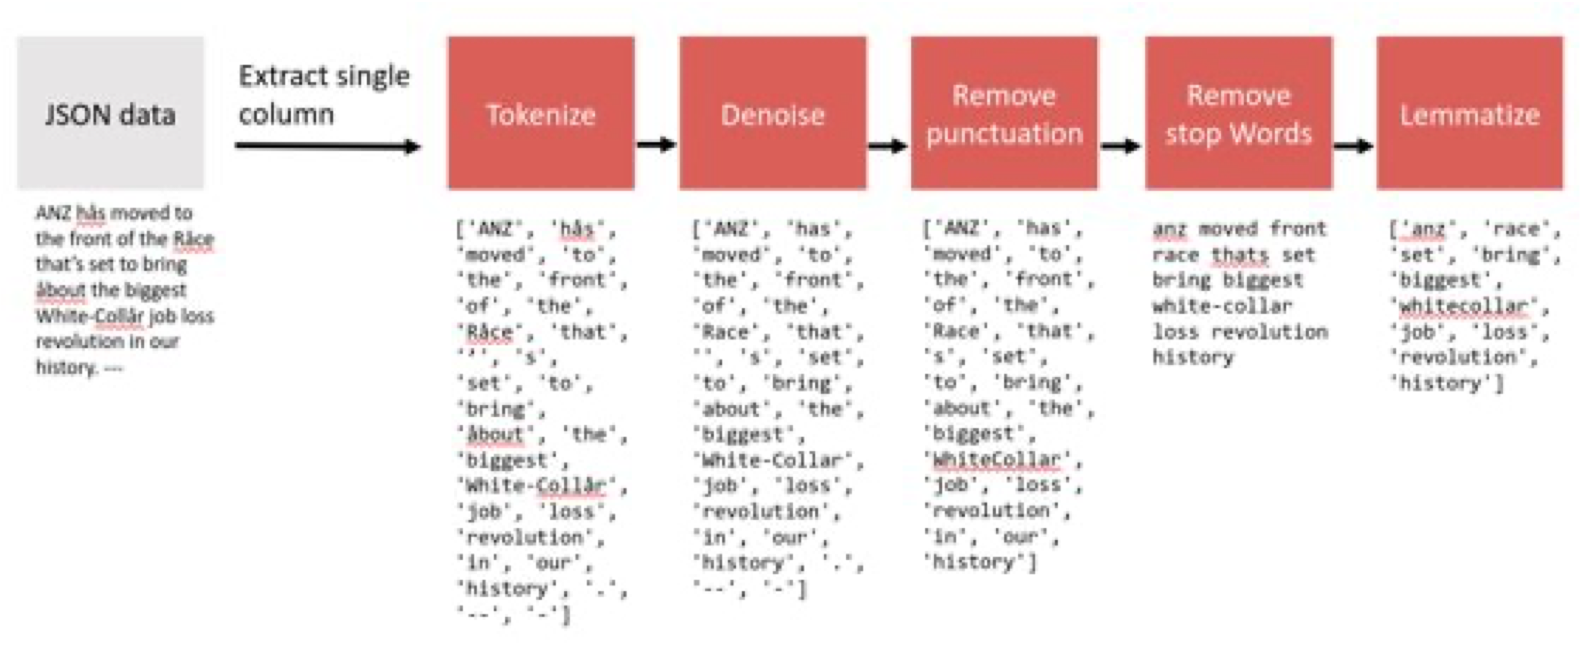 JSON data
Extract single
column
Tokenize
Denoise
Remove
punctuation
Remove
stop Words
Lemmatize
ANZ hås moved to
the front of the Råce
that's set to bring
åbout the biggest
White-Collår job loss
revolution in our
history. ---
['ANZ', 'hås',
'moved', 'to',
'the', 'front',
'of', 'the',
'Råce', 'that',
''', 's',
'set', 'to',
'bring',
'åbout', 'the',
'biggest',
'White-Collår',
'job', 'loss',
'revolution',
'in', 'our',
'history', '.',
'--', '-']
['ANZ', 'has',
'moved', 'to',
'the', 'front',
'of', 'the',
'Race', 'that',
'', 's', 'set',
'to', 'bring',
'about', 'the',
'biggest',
'White-Collar',
'job', 'loss',
'revolution',
'in', 'our',
'history', '.',
'--', '-']
['ANZ', 'has',
'moved', 'to',
'the', 'front',
'of', 'the',
'Race', 'that',
's', 'set',
'to', 'bring',
'about', 'the',
'biggest',
'WhiteCollar',
'job', 'loss',
'revolution',
'in', 'our',
'history']
anz moved front
race thats set
bring biggest
white-collar
loss revolution
history
['anz', 'race',
'set', 'bring',
'biggest',
'whitecollar',
'job', 'loss',
'revolution',
'history']